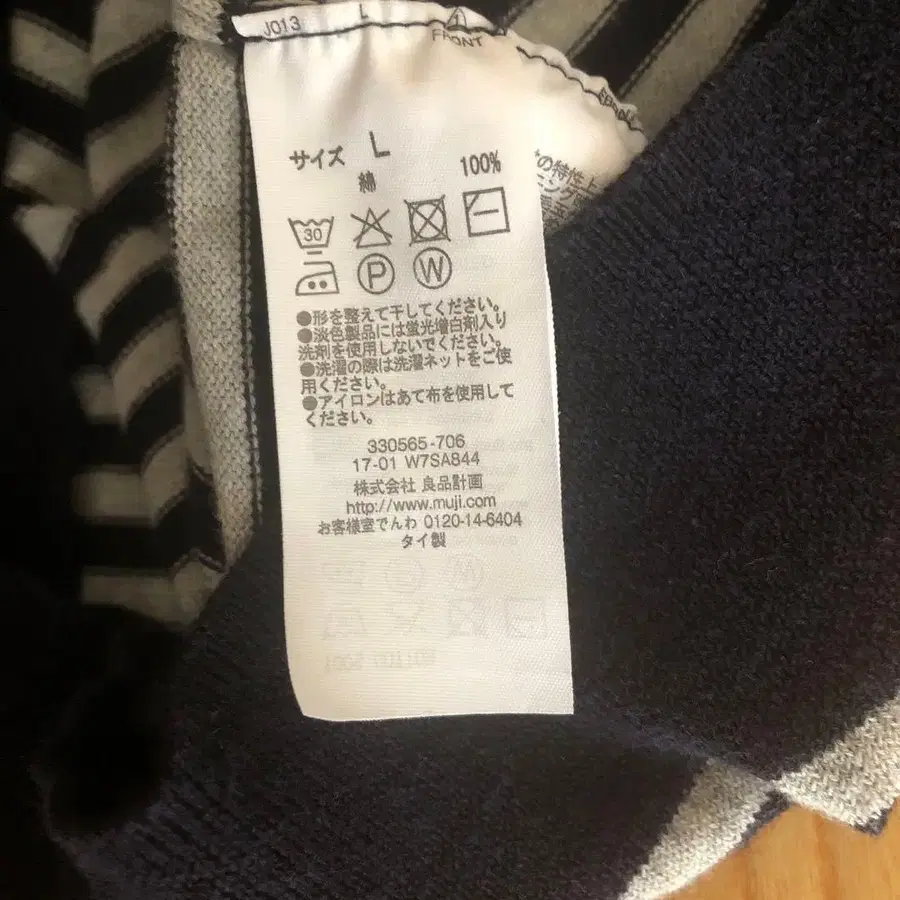 J013
L
FRONT
サイズ L
綿 100%
30
P W
●形を整えて干してください。
●淡色製品には蛍光増白剤入り
洗剤を使用しないでください。
●洗濯の際は洗濯ネットをご使
用ください。
●アイロンはあて布を使用して
ください。
330565-706
17-01 W7SA844
株式会社 良品計画
http://www.muji.com
お客様室でんわ 0120-14-6404
タイ製
の特性上